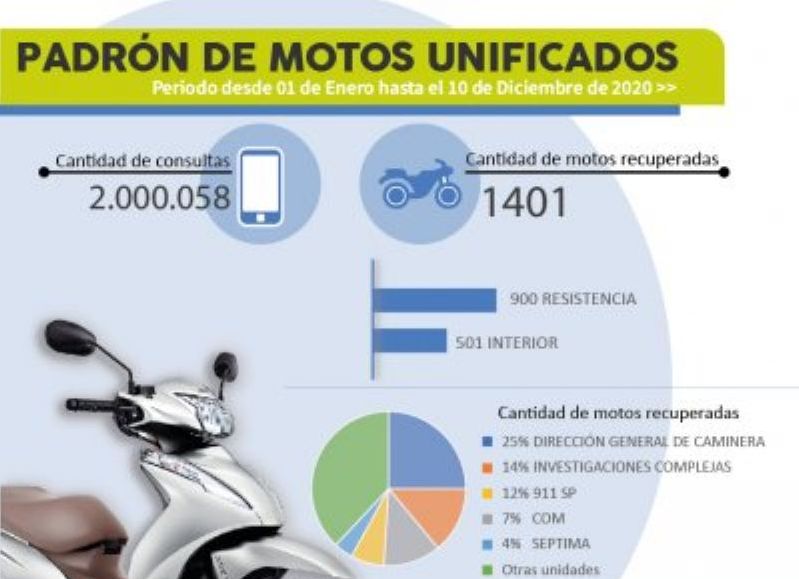 PADRÓN DE MOTOS UNIFICADOS
Periodo desde 01 de Enero hasta el 10 de Diciembre de 2020 >>
Cantidad de consultas
2.000.058
Cantidad de motos recuperadas
1401
900 RESISTENCIA
501 INTERIOR
Cantidad de motos recuperadas
25% DIRECCIÓN GENERAL DE CAMINERA
14% INVESTIGACIONES COMPLEJAS
12% 911 SP
7% COM
4% SEPTIMA
Otras unidades